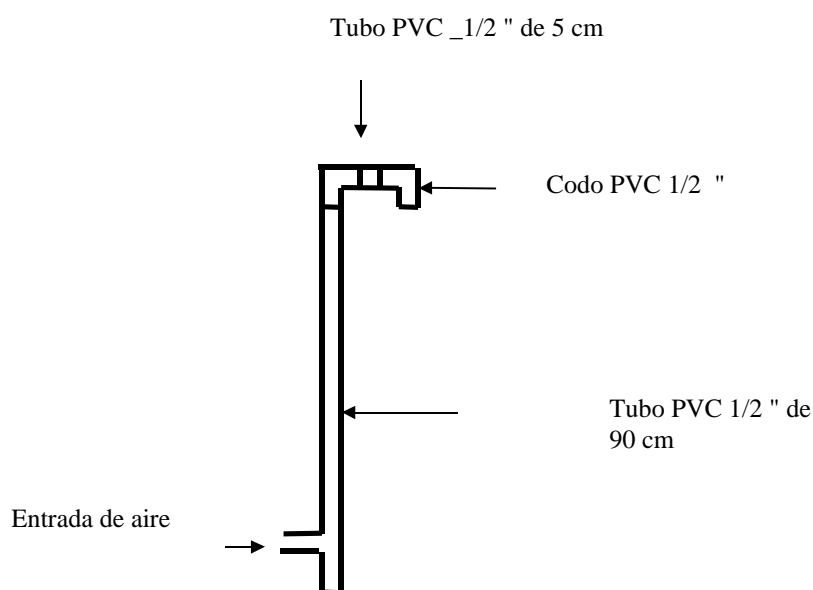 Tubo PVC _1/2 " de 5 cm
Codo PVC 1/2  "
Tubo PVC 1/2 " de
90 cm
Entrada de aire